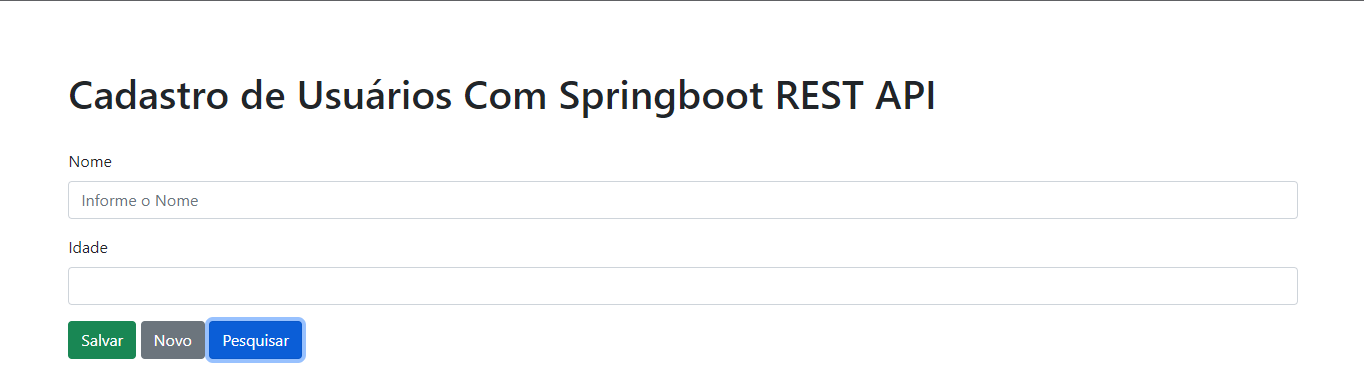 Cadastro de Usuários Com Springboot REST API
Nome
Informe o Nome
Idade
Salvar Novo Pesquisar